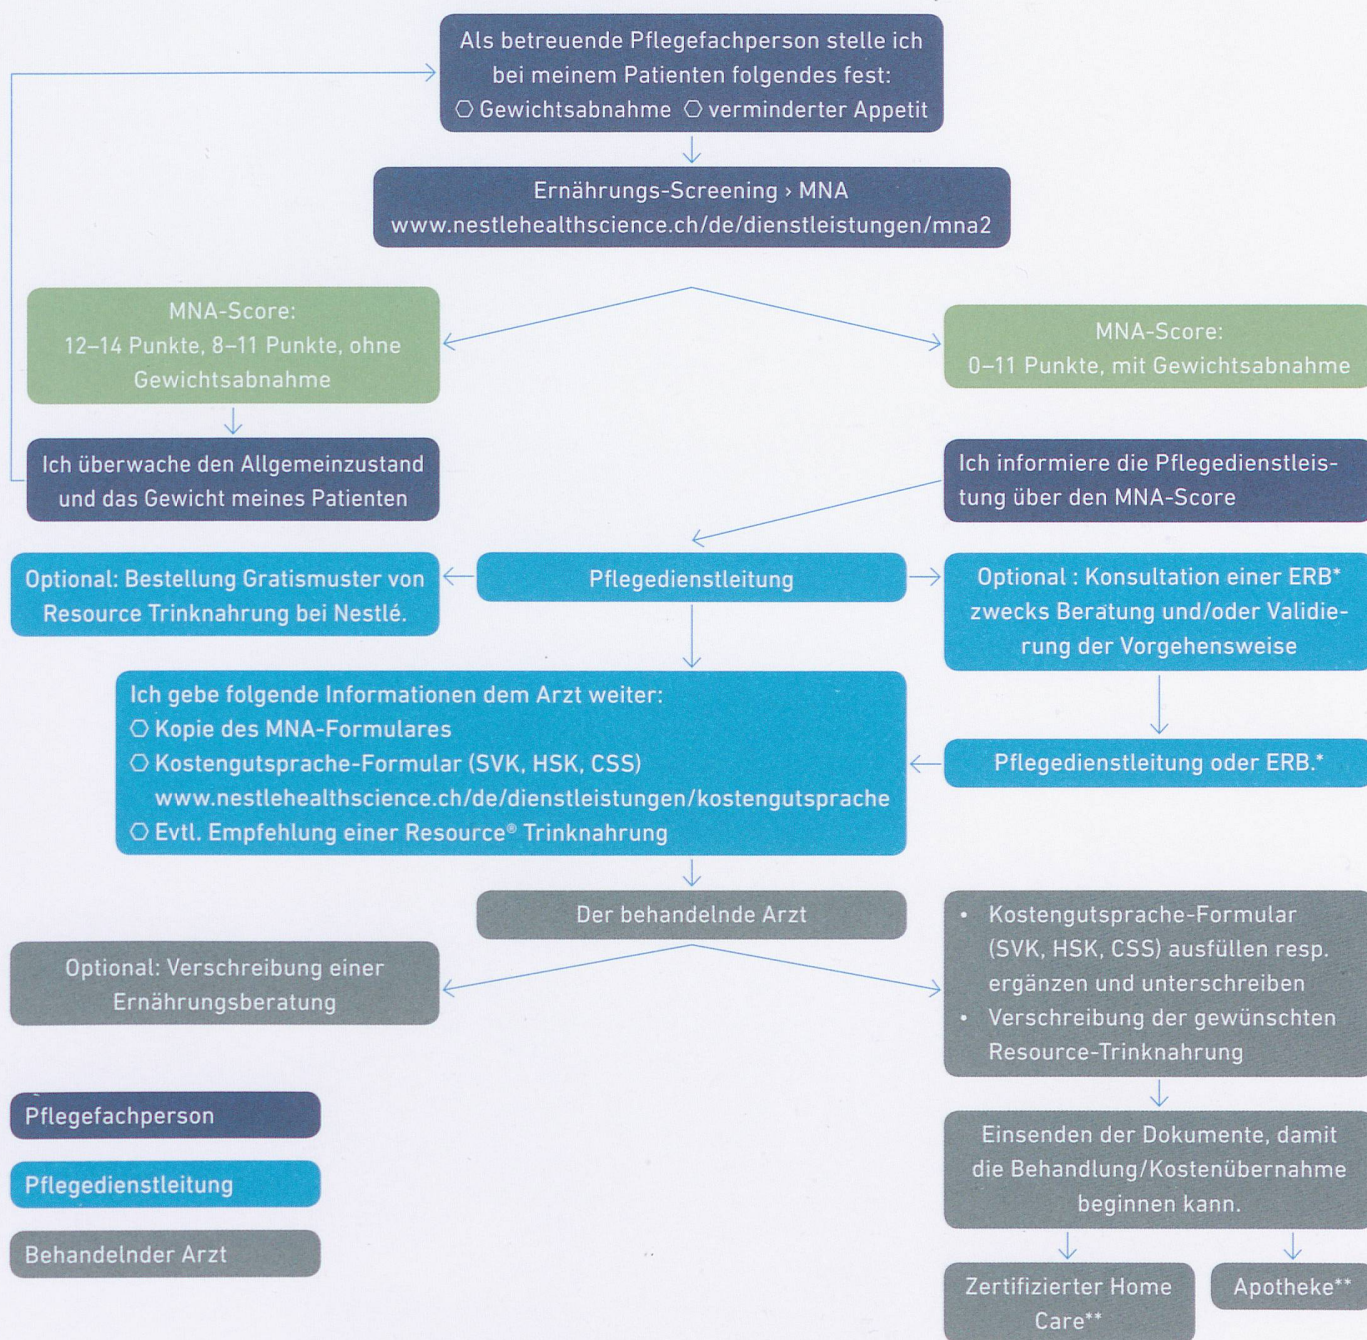 Als betreuende Pflegefachperson stelle ich
bei meinem Patienten folgendes fest:
⎔ Gewichtsabnahme ⎔ verminderter Appetit
Ernährungs-Screening › MNA
www.nestlehealthscience.ch/de/dienstleistungen/mna2
MNA-Score:
12–14 Punkte, 8–11 Punkte, ohne
Gewichtsabnahme
MNA-Score:
0–11 Punkte, mit Gewichtsabnahme
Ich überwache den Allgemeinzustand
und das Gewicht meines Patienten
Ich informiere die Pflegedienstleis-
tung über den MNA-Score
Optional: Bestellung Gratismuster von
Resource Trinknahrung bei Nestlé.
Pflegedienstleitung
Optional : Konsultation einer ERB*
zwecks Beratung und/oder Validie-
rung der Vorgehensweise
Ich gebe folgende Informationen dem Arzt weiter:
⎔ Kopie des MNA-Formulares
⎔ Kostengutsprache-Formular (SVK, HSK, CSS)
www.nestlehealthscience.ch/de/dienstleistungen/kostengutsprache
⎔ Evtl. Empfehlung einer Resource® Trinknahrung
Pflegedienstleitung oder ERB.*
Der behandelnde Arzt
Optional: Verschreibung einer
Ernährungsberatung
• Kostengutsprache-Formular
(SVK, HSK, CSS) ausfüllen resp.
ergänzen und unterschreiben
• Verschreibung der gewünschten
Resource-Trinknahrung
Einsenden der Dokumente, damit
die Behandlung/Kostenübernahme
beginnen kann.
Zertifizierter Home
Care**
Apotheke**
Pflegefachperson
Pflegedienstleitung
Behandelnder Arzt